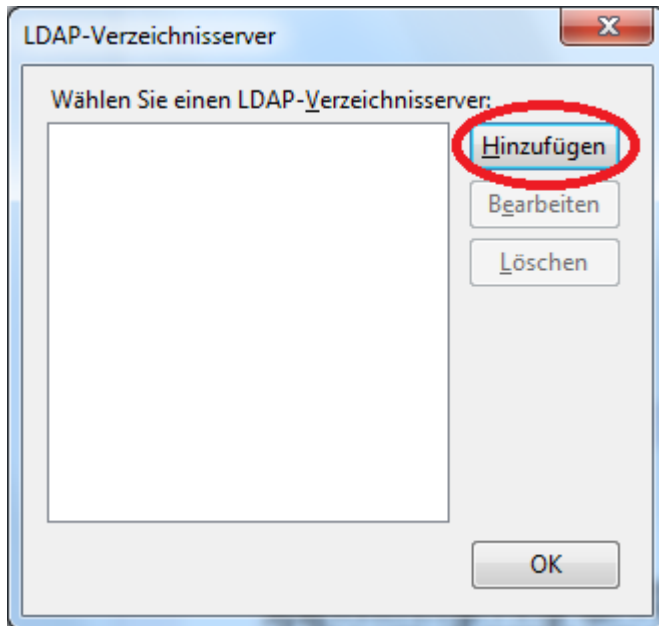 LDAP-Verzeichnisserver
Wählen Sie einen LDAP-Verzeichnisserver:
Hinzufügen
Bearbeiten
Löschen
OK